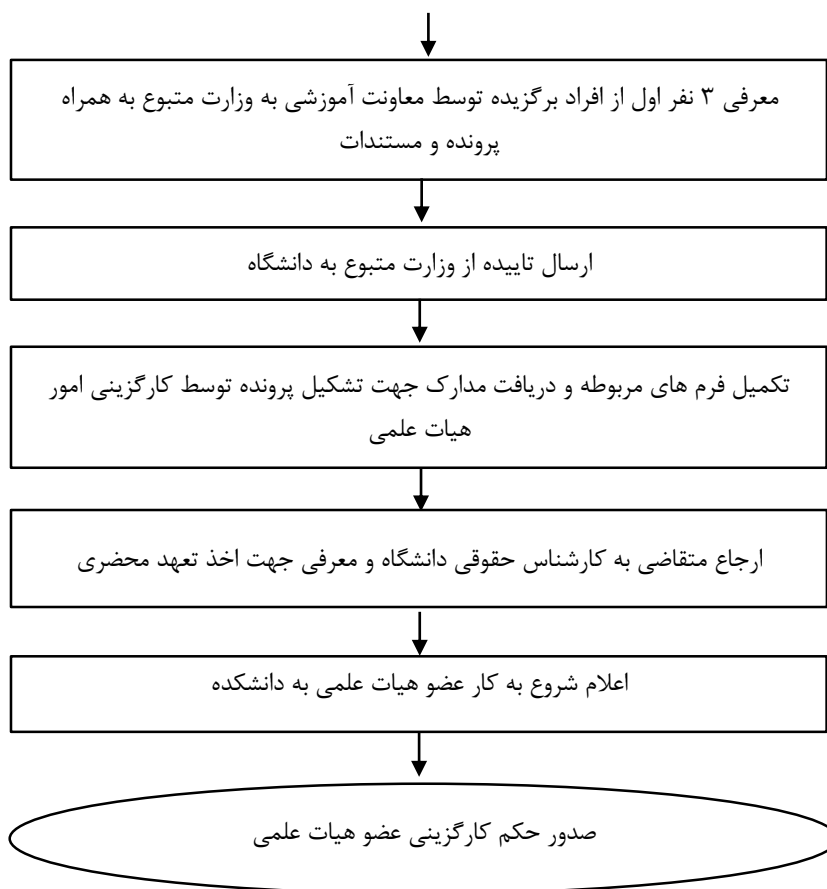 معرفی ۳ نفر اول از افراد برگزیده توسط معاونت آموزشی به وزارت متبوع به همراه
پرونده و مستندات
ارسال تاییده از وزارت متبوع به دانشگاه
تکمیل فرم های مربوطه و دریافت مدارک جهت تشکیل پرونده توسط کارگزینی امور
هیات علمی
ارجاع متقاضی به کارشناس حقوقی دانشگاه و معرفی جهت اخذ تعهد محضری
اعلام شروع به کار عضو هیات علمی به دانشکده
صدور حکم کارگزینی عضو هیات علمی